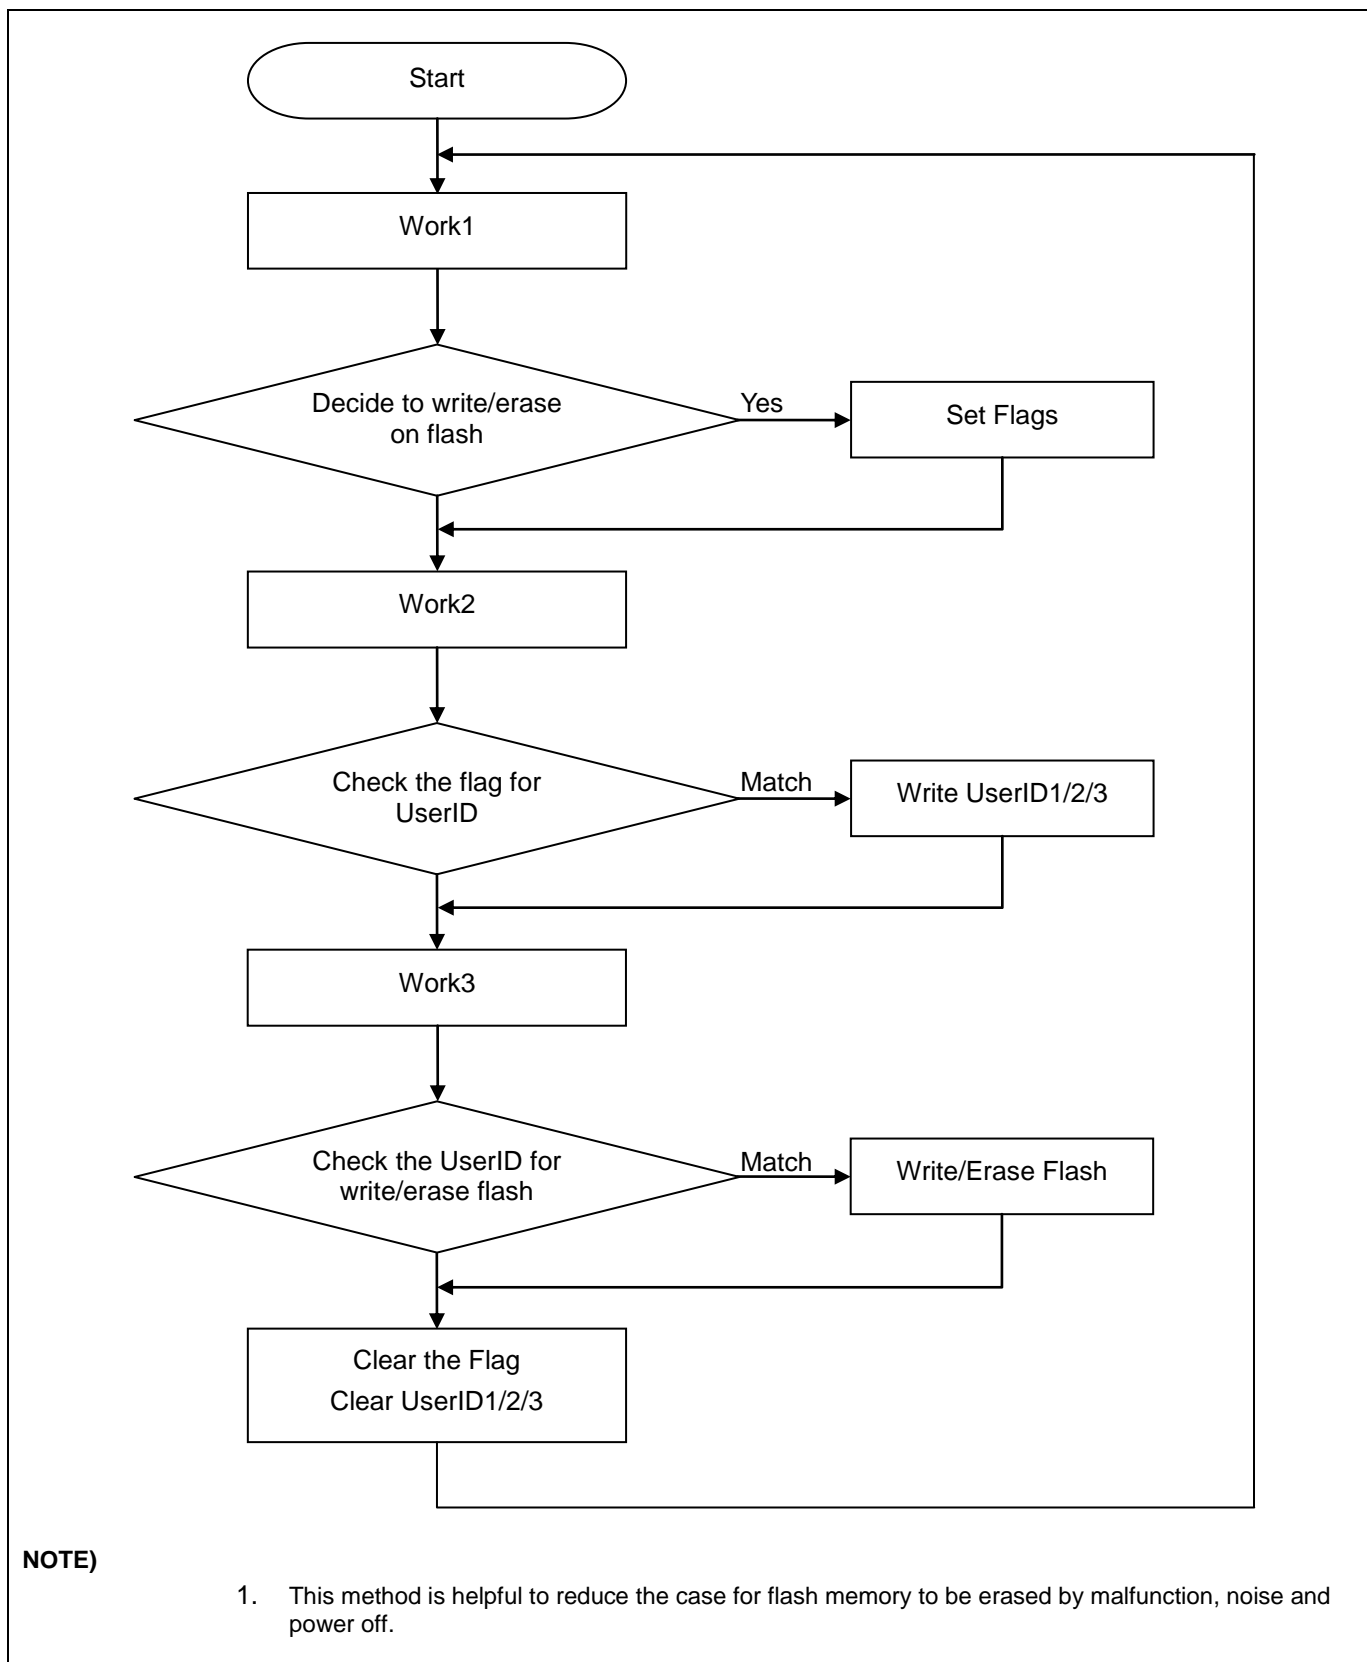 Start
Work1
Decide to write/erase
on flash
Yes
Set Flags
Work2
Check the flag for
UserID
Match
Write UserID1/2/3
Work3
Check the UserID for
write/erase flash
Match
Write/Erase Flash
Clear the Flag
Clear UserID1/2/3
NOTE)
1. This method is helpful to reduce the case for flash memory to be erased by malfunction, noise and
power off.